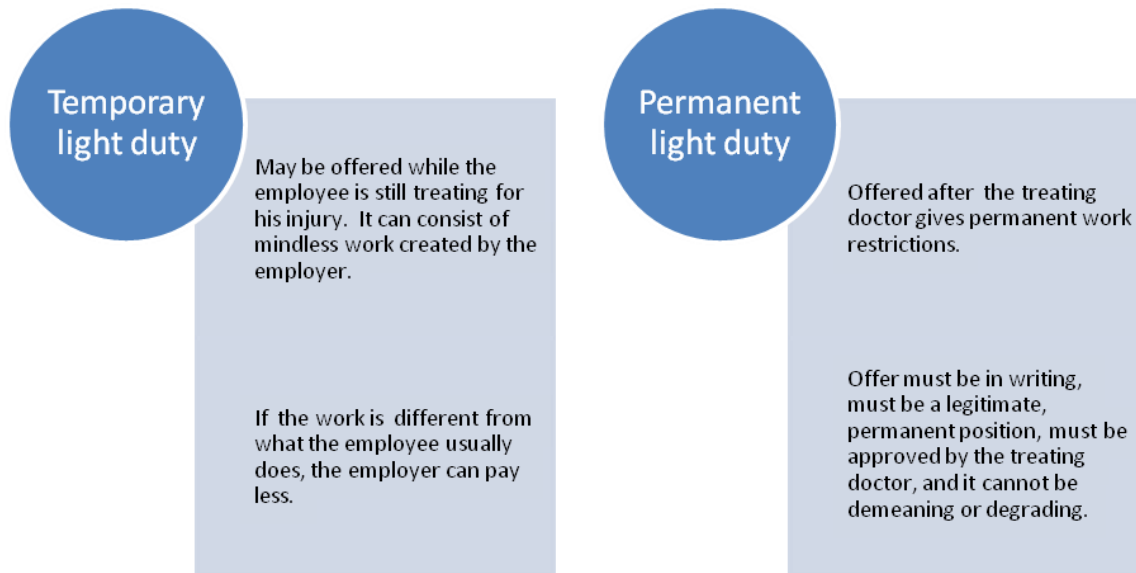 Temporary
light duty
May be offered while the
employee is still treating for
his injury.  It can consist of
mindless work created by the
employer.
If the work is different from
what the employee usually
does, the employer can pay
less.
Permanent
light duty
Offered after the treating
doctor gives permanent work
restrictions.
Offer must be in writing,
must be a legitimate,
permanent position, must be
approved by the treating
doctor, and it cannot be
demeaning or degrading.